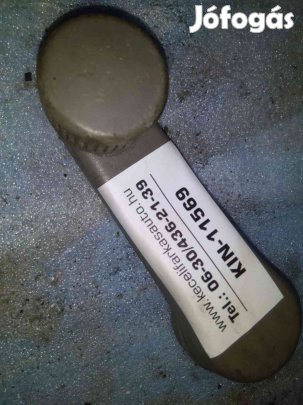 Jófogás
www.kecelifarkasauto.hu
Tel.: 06-30/436-21-39
KIN-11569